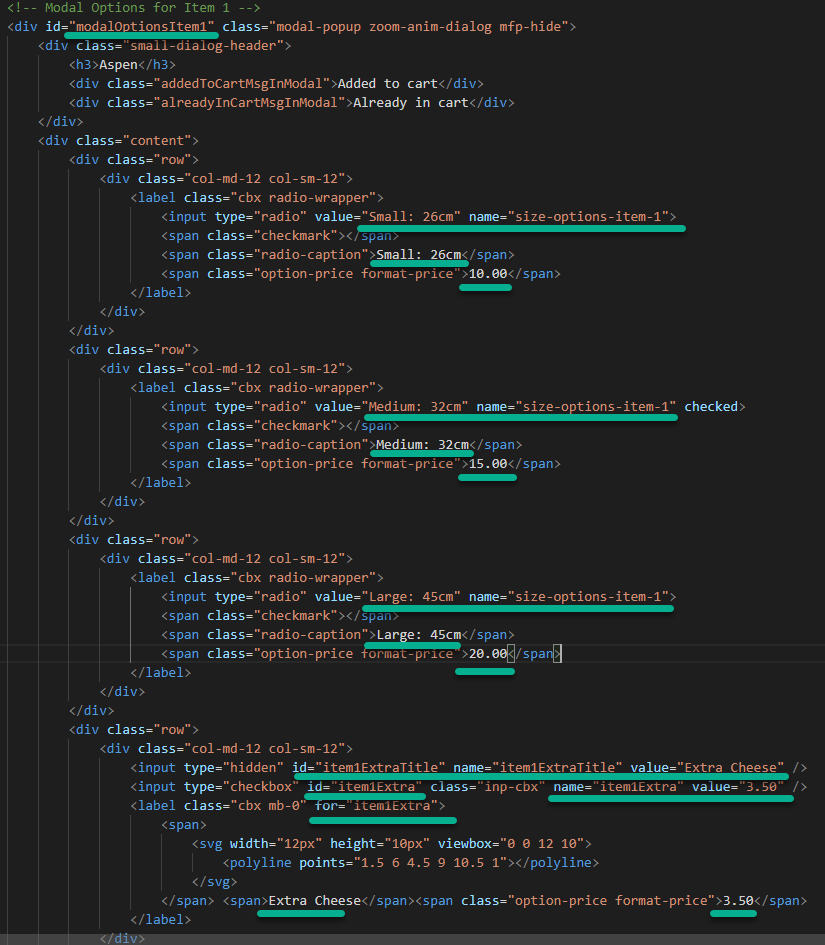 <!-- Modal Options for Item 1 -->
<div id="modalOptionsItem1" class="modal-popup zoom-anim-dialog mfp-hide">
<div class="small-dialog-header">
<h3>Aspen</h3>
<div class="addedToCartMsgInModal">Added to cart</div>
<div class="alreadyInCartMsgInModal">Already in cart</div>
</div>
<div class="content">
<div class="row">
<div class="col-md-12 col-sm-12">
<label class="cbx radio-wrapper">
<input type="radio" value="Small: 26cm" name="size-options-item-1">
<span class="checkmark"></span>
<span class="radio-caption">Small: 26cm</span>
<span class="option-price format-price">10.00</span>
</label>
</div>
</div>
<div class="row">
<div class="col-md-12 col-sm-12">
<label class="cbx radio-wrapper">
<input type="radio" value="Medium: 32cm" name="size-options-item-1" checked>
<span class="checkmark"></span>
<span class="radio-caption">Medium: 32cm</span>
<span class="option-price format-price">15.00</span>
</label>
</div>
</div>
<div class="row">
<div class="col-md-12 col-sm-12">
<label class="cbx radio-wrapper">
<input type="radio" value="Large: 45cm" name="size-options-item-1">
<span class="checkmark"></span>
<span class="radio-caption">Large: 45cm</span>
<span class="option-price format-price">20.00</span>
</label>
</div>
</div>
<div class="row">
<div class="col-md-12 col-sm-12">
<input type="hidden" id="item1ExtraTitle" name="item1ExtraTitle" value="Extra Cheese" />
<input type="checkbox" id="item1Extra" class="inp-cbx" name="item1Extra" value="3.50" />
<label class="cbx mb-0" for="item1Extra">
<span>
<svg width="12px" height="10px" viewbox="0 0 12 10">
<polyline points="1.5 6 4.5 9 10.5 1"></polyline>
</svg>
</span> <span>Extra Cheese</span><span class="option-price format-price">3.50</span>
</label>
</div>